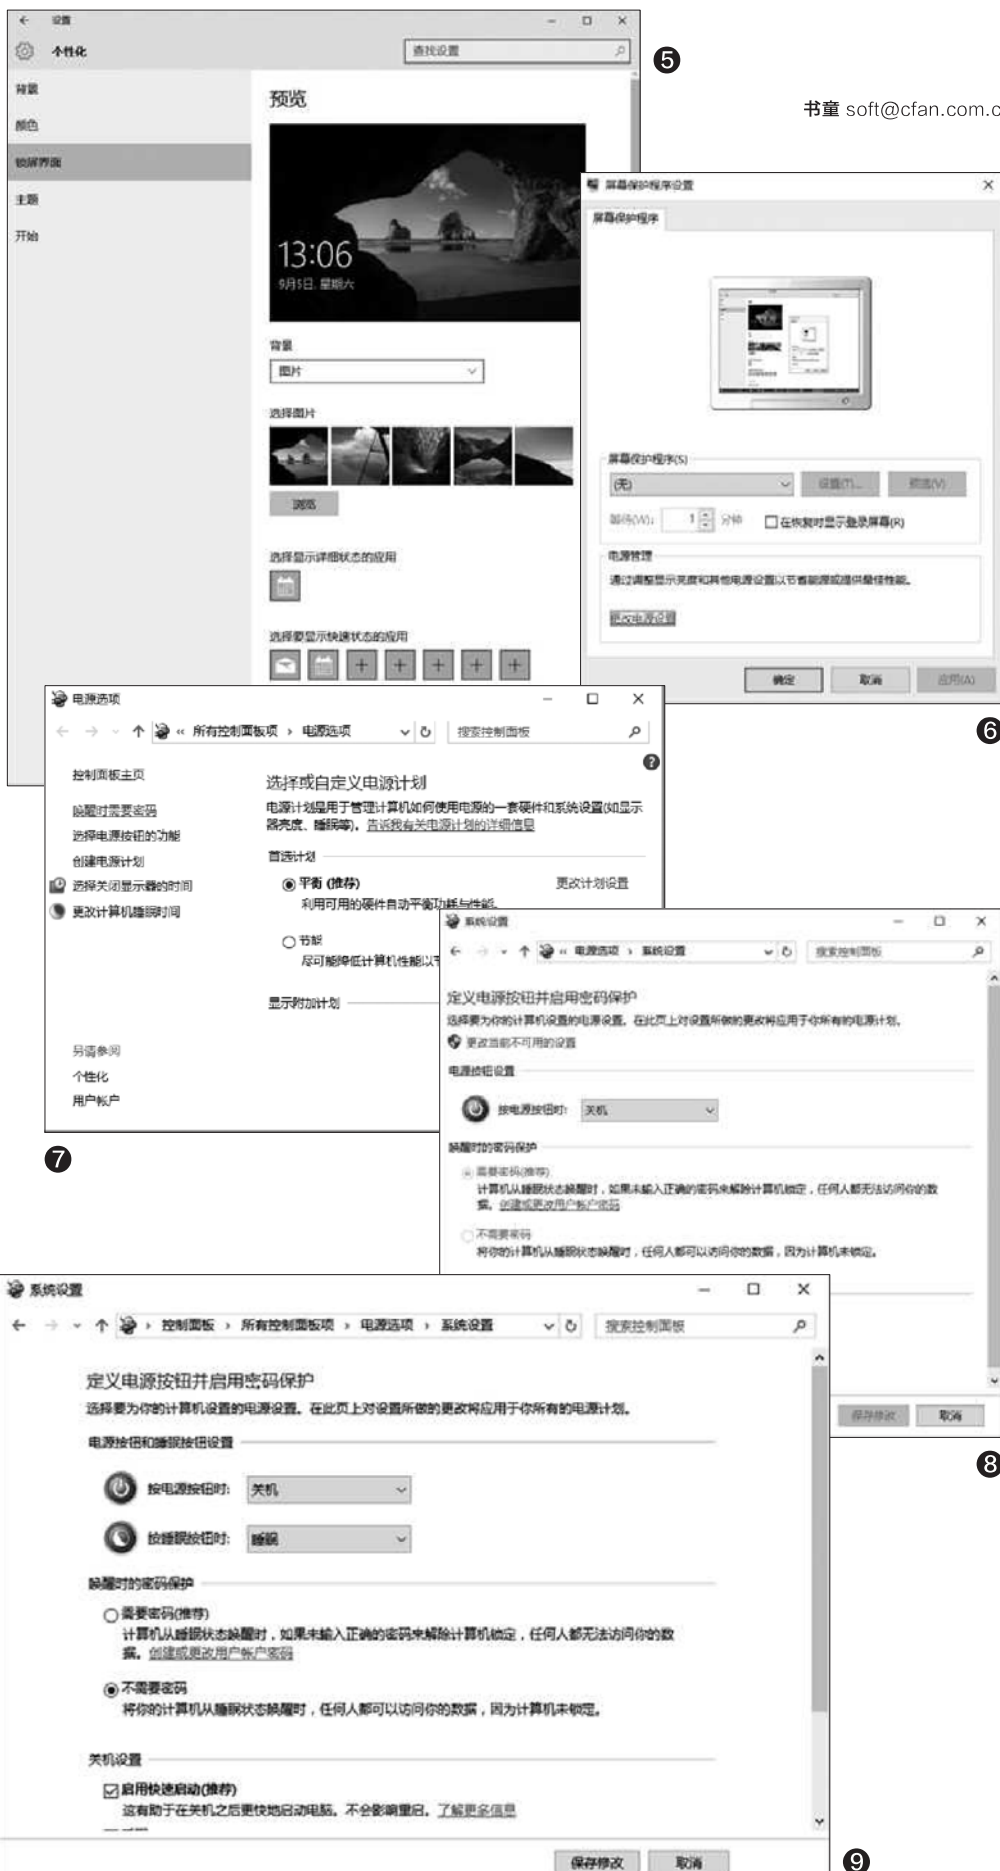 设置
个性化
查找设置
背景
颜色
锁屏界面
主题
开始
预览
13:06
9月5日, 星期六
背景
图片
选择图片
浏览
选择显示详细状态的应用
选择要显示快速状态的应用
❺
书童 soft@cfan.com.c
屏幕保护程序设置
屏幕保护程序
屏幕保护程序(S)
(无)
设置(T)...
预览(V)
等待(W):
1
分钟
在恢复时显示登录屏幕(R)
电源管理
通过调整显示亮度和其他电源设置以节省能源或提供最佳性能。
更改电源设置
确定
取消
应用(A)
❻
电源选项
« 所有控制面板项 › 电源选项
搜索控制面板
控制面板主页
唤醒时需要密码
选择电源按钮的功能
创建电源计划
选择关闭显示器的时间
更改计算机睡眠时间
另请参阅
个性化
用户帐户
选择或自定义电源计划
电源计划是用于管理计算机如何使用电源的一套硬件和系统设置(如显示
器亮度、睡眠等)。告诉我有关电源计划的详细信息
首选计划
平衡 (推荐)
更改计划设置
利用可用的硬件自动平衡功耗与性能。
节能
尽可能降低计算机性能以节
显示附加计划
❼
系统设置
« 电源选项 › 系统设置
搜索控制面板
定义电源按钮并启用密码保护
选择要为你的计算机设置的电源设置。在此页上对设置所做的更改将应用于你所有的电源计划。
更改当前不可用的设置
电源按钮设置
按电源按钮时:
关机
唤醒时的密码保护
需要密码(推荐)
计算机从睡眠状态唤醒时，如果未输入正确的密码来解除计算机锁定，任何人都无法访问你的数
据。创建或更改用户帐户密码
不需要密码
将你的计算机从睡眠状态唤醒时，任何人都可以访问你的数据，因为计算机未锁定。
保存修改
取消
❽
系统设置
› 控制面板 › 所有控制面板项 › 电源选项 › 系统设置
搜索控制面板
定义电源按钮并启用密码保护
选择要为你的计算机设置的电源设置。在此页上对设置所做的更改将应用于你所有的电源计划。
电源按钮和睡眠按钮设置
按电源按钮时:
关机
按睡眠按钮时:
睡眠
唤醒时的密码保护
需要密码(推荐)
计算机从睡眠状态唤醒时，如果未输入正确的密码来解除计算机锁定，任何人都无法访问你的数
据。创建或更改用户帐户密码
不需要密码
将你的计算机从睡眠状态唤醒时，任何人都可以访问你的数据，因为计算机未锁定。
关机设置
启用快速启动(推荐)
这有助于在关机之后更快地启动电脑。不会影响重启。了解更多信息
保存修改
取消
❾